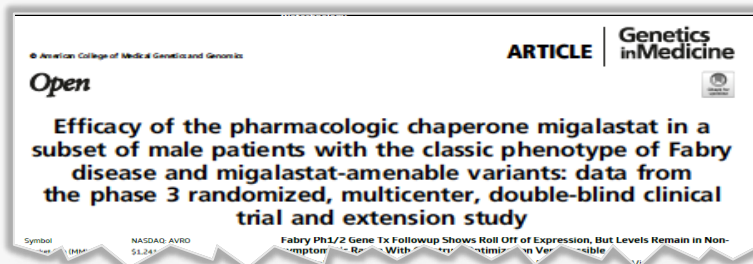 © American College of Medical Genetics and Genomics
ARTICLE
Genetics
inMedicine
Open
Efficacy of the pharmacologic chaperone migalastat in a
subset of male patients with the classic phenotype of Fabry
disease and migalastat-amenable variants: data from
the phase 3 randomized, multicenter, double-blind clinical
trial and extension study
Symbol NASDAQ: AVRO Fabry Ph1/2 Gene Tx Followup Shows Roll Off of Expression, But Levels Remain in Non-